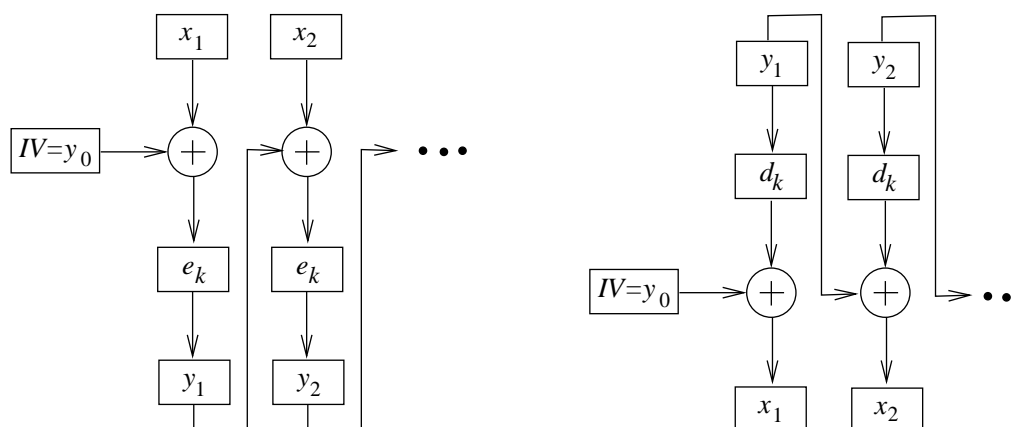 x1 x2
IV=y0 + + •••
ek ek
y1 y2
y1 y2
dk dk
IV=y0 + + ••
x1 x2